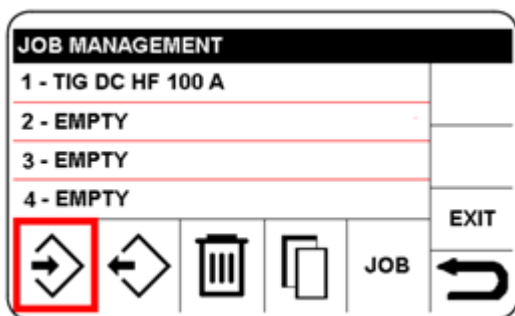 JOB MANAGEMENT
1 - TIG DC HF 100 A
2 - EMPTY
3 - EMPTY
4 - EMPTY
EXIT
JOB